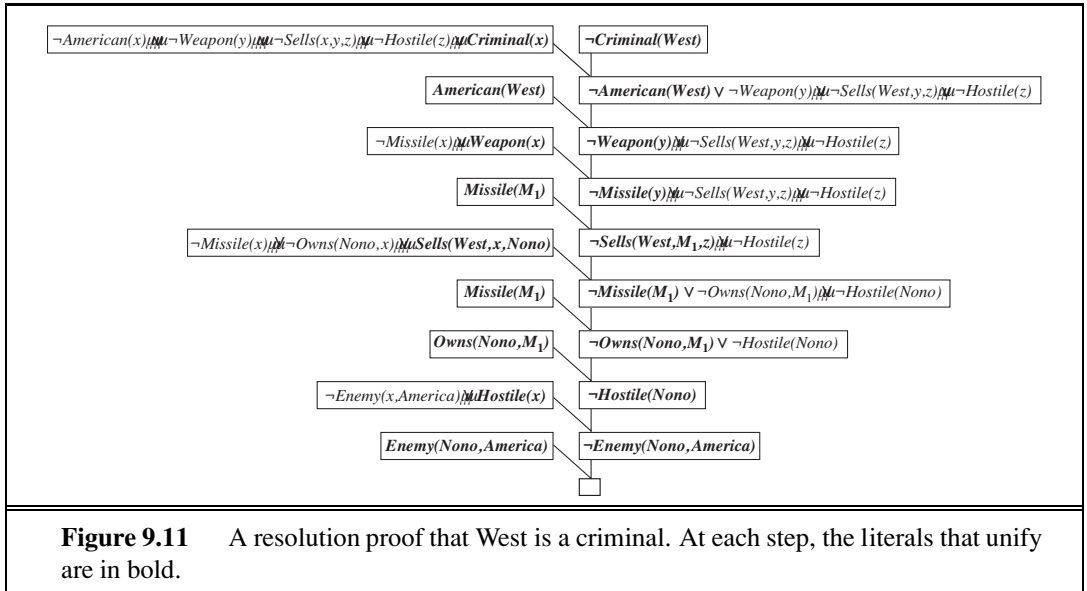 ¬American(x) ∨ ¬Weapon(y) ∨ ¬Sells(x,y,z) ∨ ¬Hostile(z) ∨ Criminal(x) ¬Criminal(West)
American(West) ¬American(West) ∨ ¬Weapon(y) ∨ ¬Sells(West,y,z) ∨ ¬Hostile(z)
¬Missile(x) ∨ Weapon(x) ¬Weapon(y) ∨ ¬Sells(West,y,z) ∨ ¬Hostile(z)
Missile(M₁) ¬Missile(y) ∨ ¬Sells(West,y,z) ∨ ¬Hostile(z)
¬Missile(x) ∨ ¬Owns(Nono,x) ∨ Sells(West,x,Nono) ¬Sells(West,M₁,z) ∨ ¬Hostile(z)
Missile(M₁) ¬Missile(M₁) ∨ ¬Owns(Nono,M₁) ∨ ¬Hostile(Nono)
Owns(Nono,M₁) ¬Owns(Nono,M₁) ∨ ¬Hostile(Nono)
¬Enemy(x,America) ∨ Hostile(x) ¬Hostile(Nono)
Enemy(Nono,America) ¬Enemy(Nono,America)
Figure 9.11 A resolution proof that West is a criminal. At each step, the literals that unify
are in bold.